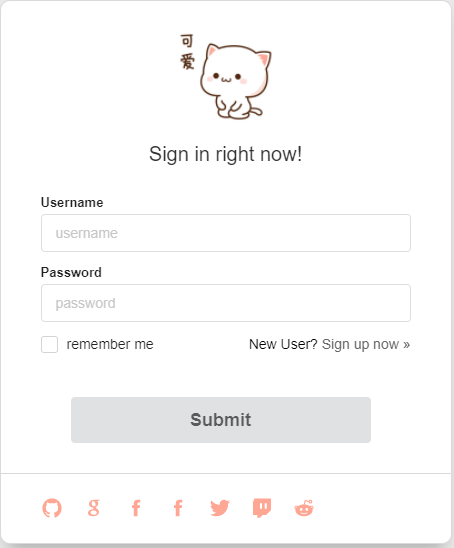 可
爱
Sign in right now!
Username
username
Password
password
remember me
New User? Sign up now »
Submit